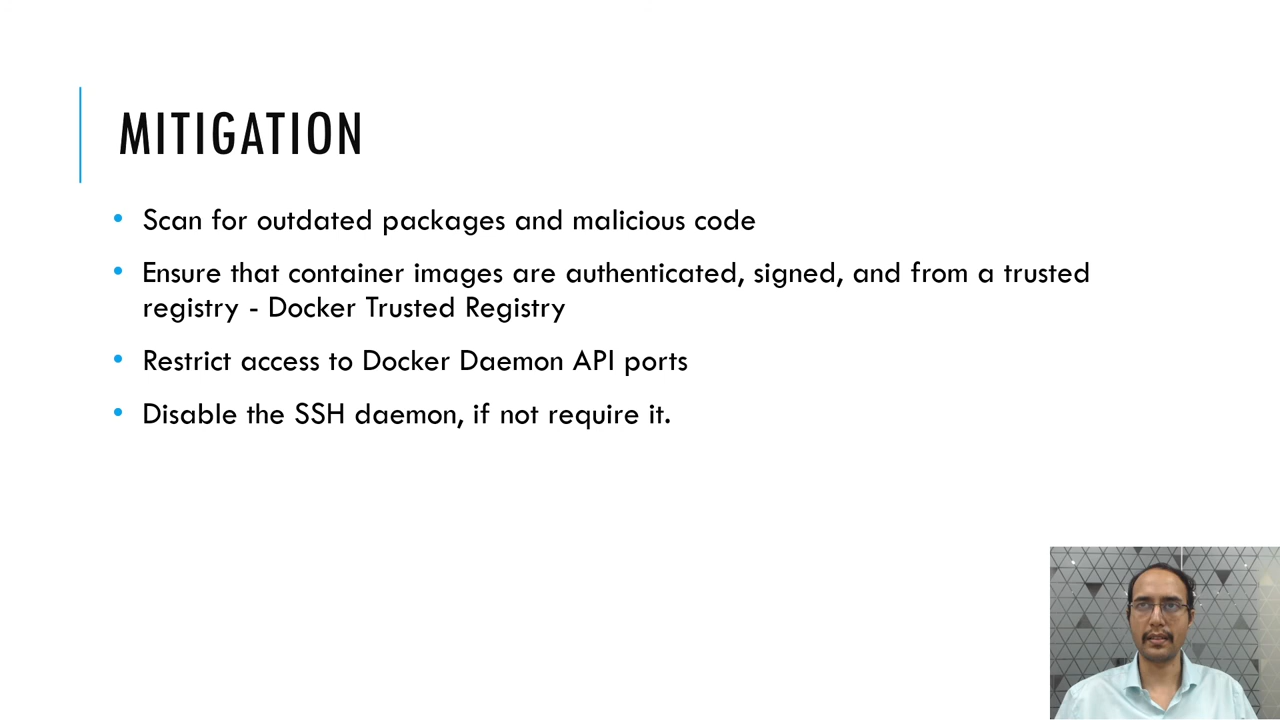 MITIGATION
• Scan for outdated packages and malicious code
• Ensure that container images are authenticated, signed, and from a trusted
registry - Docker Trusted Registry
• Restrict access to Docker Daemon API ports
• Disable the SSH daemon, if not require it.